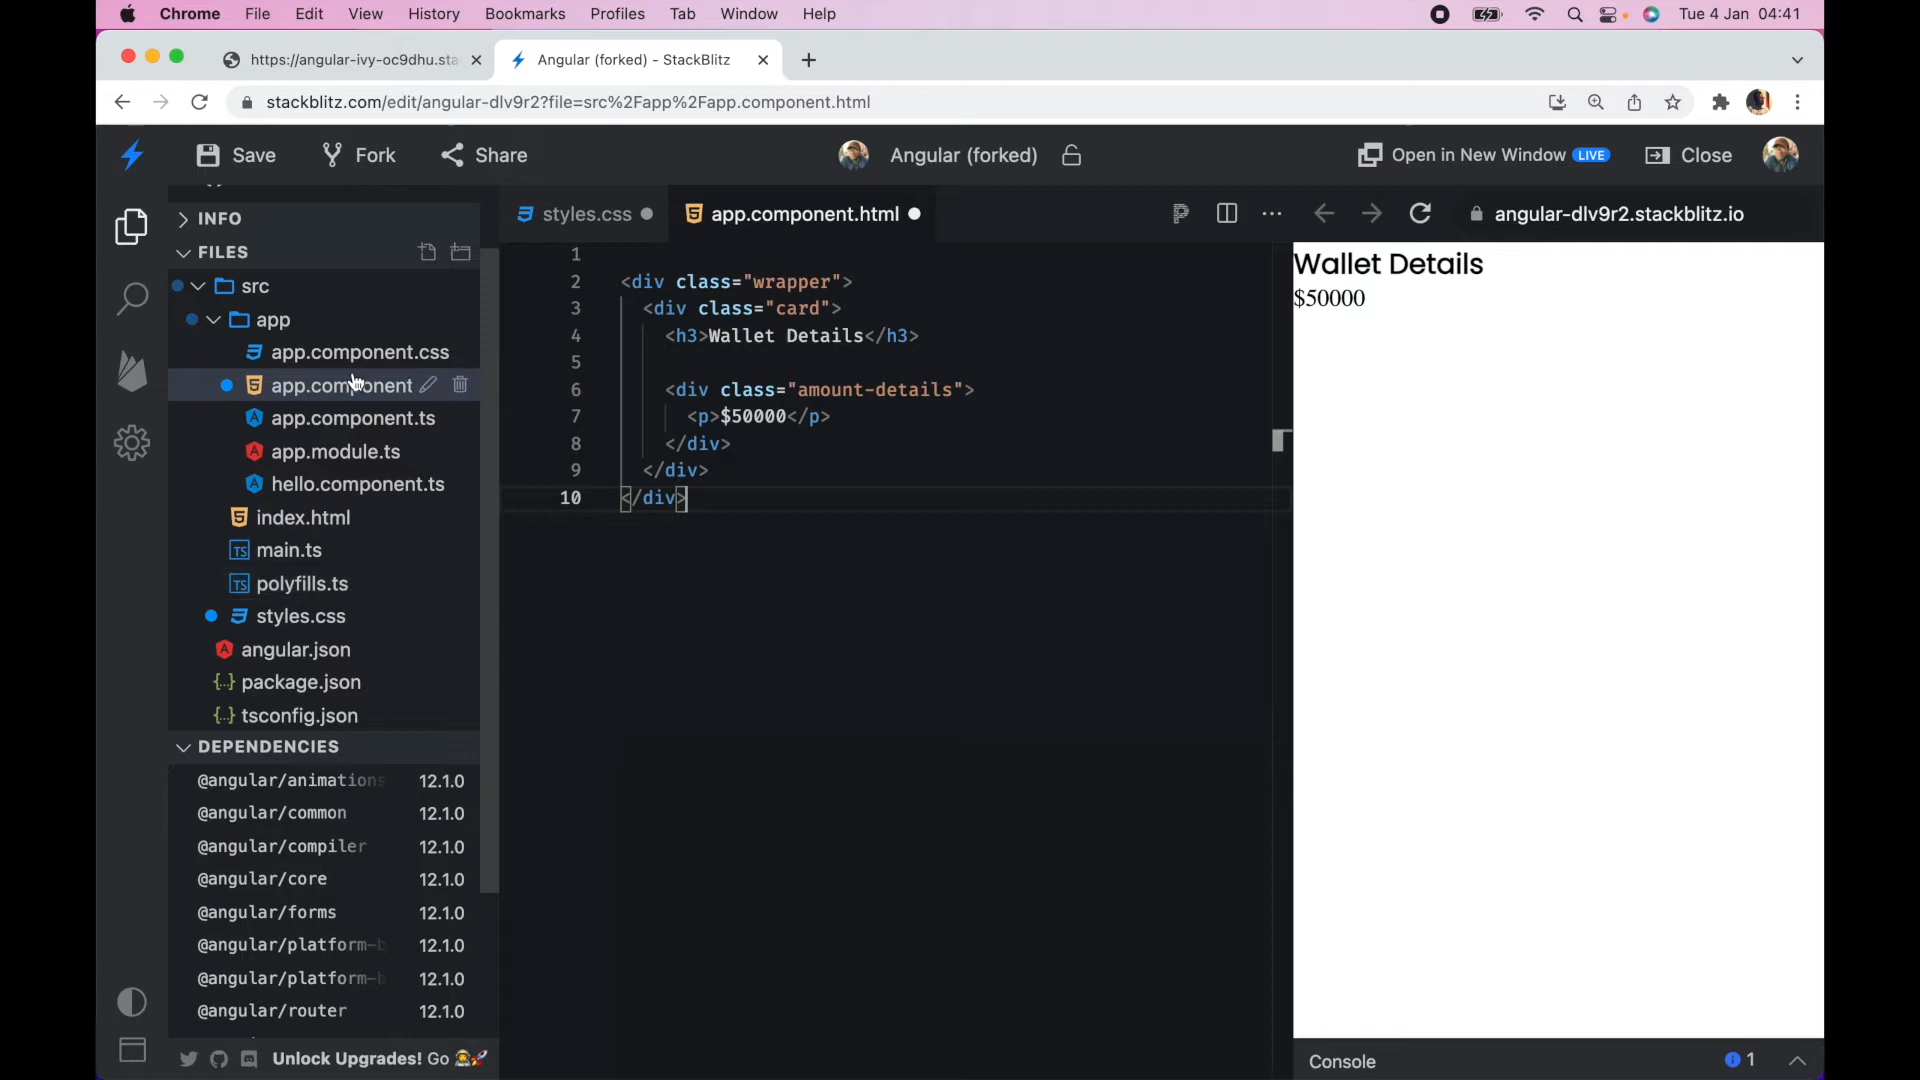 Chrome File Edit View History Bookmarks Profiles Tab Window Help Tue 4 Jan 04:41
https://angular-ivy-oc9dhu.sta
Angular (forked) - StackBlitz
stackblitz.com/edit/angular-dlv9r2?file=src%2Fapp%2Fapp.component.html
Save Fork Share Angular (forked) Open in New Window LIVE Close
INFO
FILES
src
app
app.component.css
app.component
app.component.ts
app.module.ts
hello.component.ts
index.html
main.ts
polyfills.ts
styles.css
angular.json
package.json
tsconfig.json
DEPENDENCIES
@angular/animations 12.1.0
@angular/common 12.1.0
@angular/compiler 12.1.0
@angular/core 12.1.0
@angular/forms 12.1.0
@angular/platform-b 12.1.0
@angular/platform-b 12.1.0
@angular/router 12.1.0
Unlock Upgrades! Go
styles.css app.component.html
1
2 <div class="wrapper">
3 <div class="card">
4 <h3>Wallet Details</h3>
5
6 <div class="amount-details">
7 <p>$50000</p>
8 </div>
9 </div>
10 </div>
angular-dlv9r2.stackblitz.io
Wallet Details
$50000
Console 1